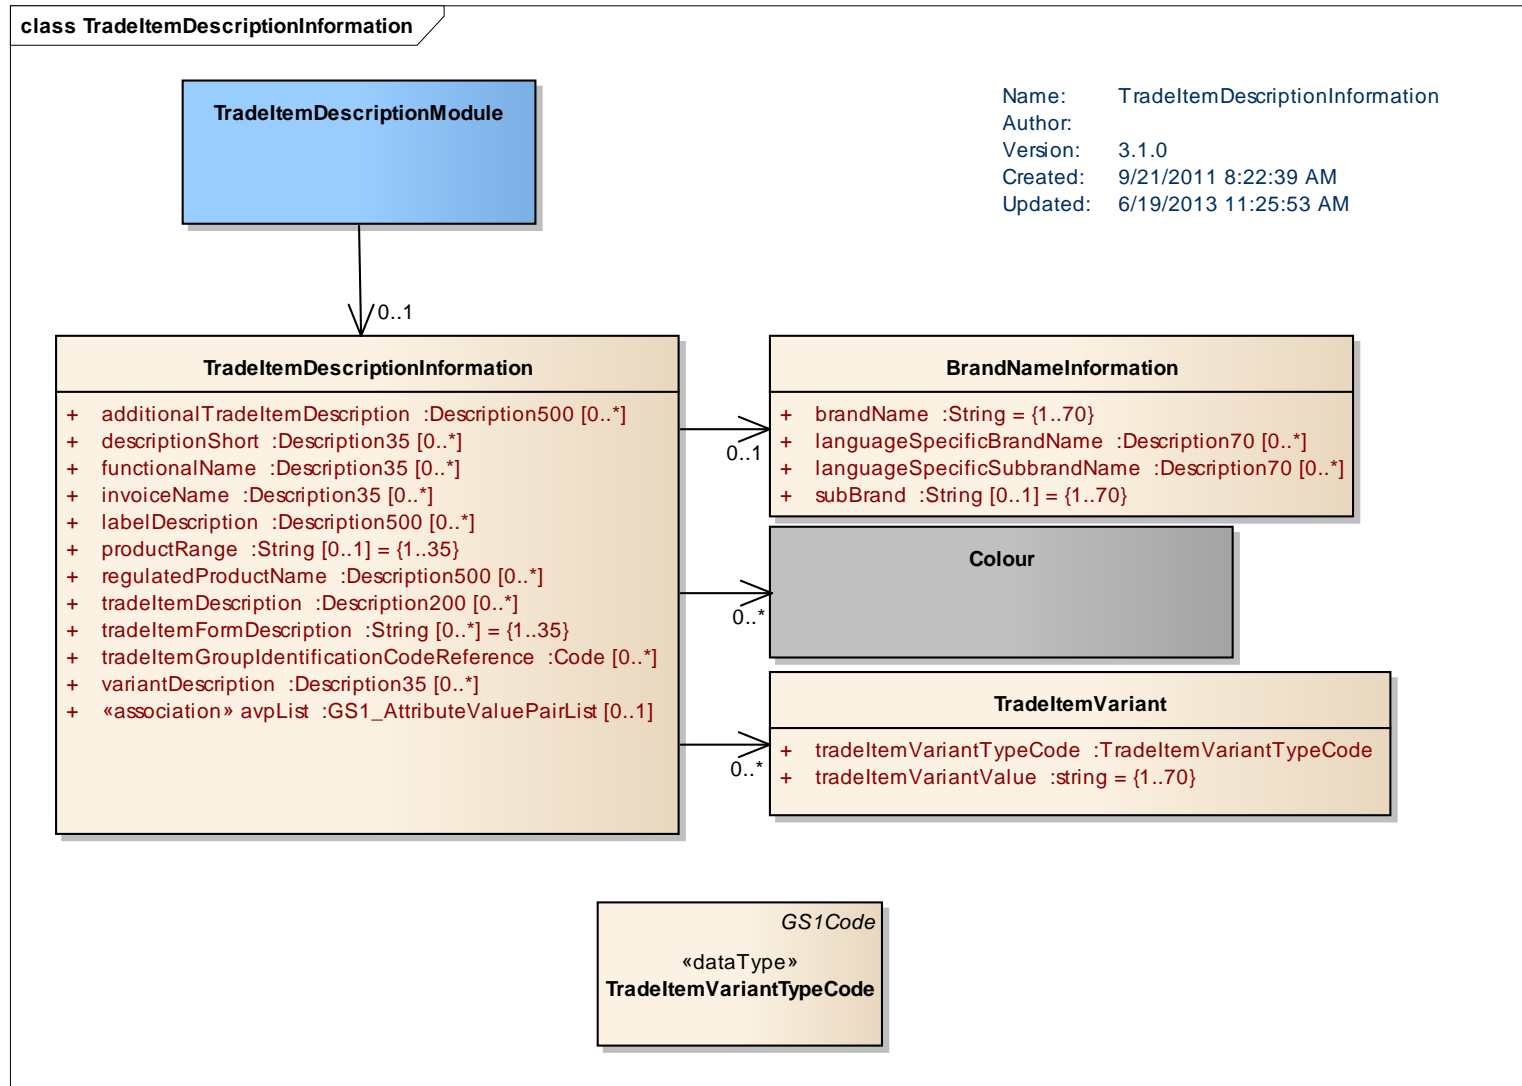 class TradeItemDescriptionInformation
TradeItemDescriptionModule
Name: TradeItemDescriptionInformation
Author:
Version: 3.1.0
Created: 9/21/2011 8:22:39 AM
Updated: 6/19/2013 11:25:53 AM
0..1
TradeItemDescriptionInformation
+ additionalTradeItemDescription :Description500 [0..*]
+ descriptionShort :Description35 [0..*]
+ functionalName :Description35 [0..*]
+ invoiceName :Description35 [0..*]
+ labelDescription :Description500 [0..*]
+ productRange :String [0..1] = {1..35}
+ regulatedProductName :Description500 [0..*]
+ tradeItemDescription :Description200 [0..*]
+ tradeItemFormDescription :String [0..*] = {1..35}
+ tradeItemGroupIdentificationCodeReference :Code [0..*]
+ variantDescription :Description35 [0..*]
+ «association» avpList :GS1_AttributeValuePairList [0..1]
0..1
BrandNameInformation
+ brandName :String = {1..70}
+ languageSpecificBrandName :Description70 [0..*]
+ languageSpecificSubbrandName :Description70 [0..*]
+ subBrand :String [0..1] = {1..70}
0..*
Colour
0..*
TradeItemVariant
+ tradeItemVariantTypeCode :TradeItemVariantTypeCode
+ tradeItemVariantValue :string = {1..70}
GS1Code
«dataType»
TradeItemVariantTypeCode